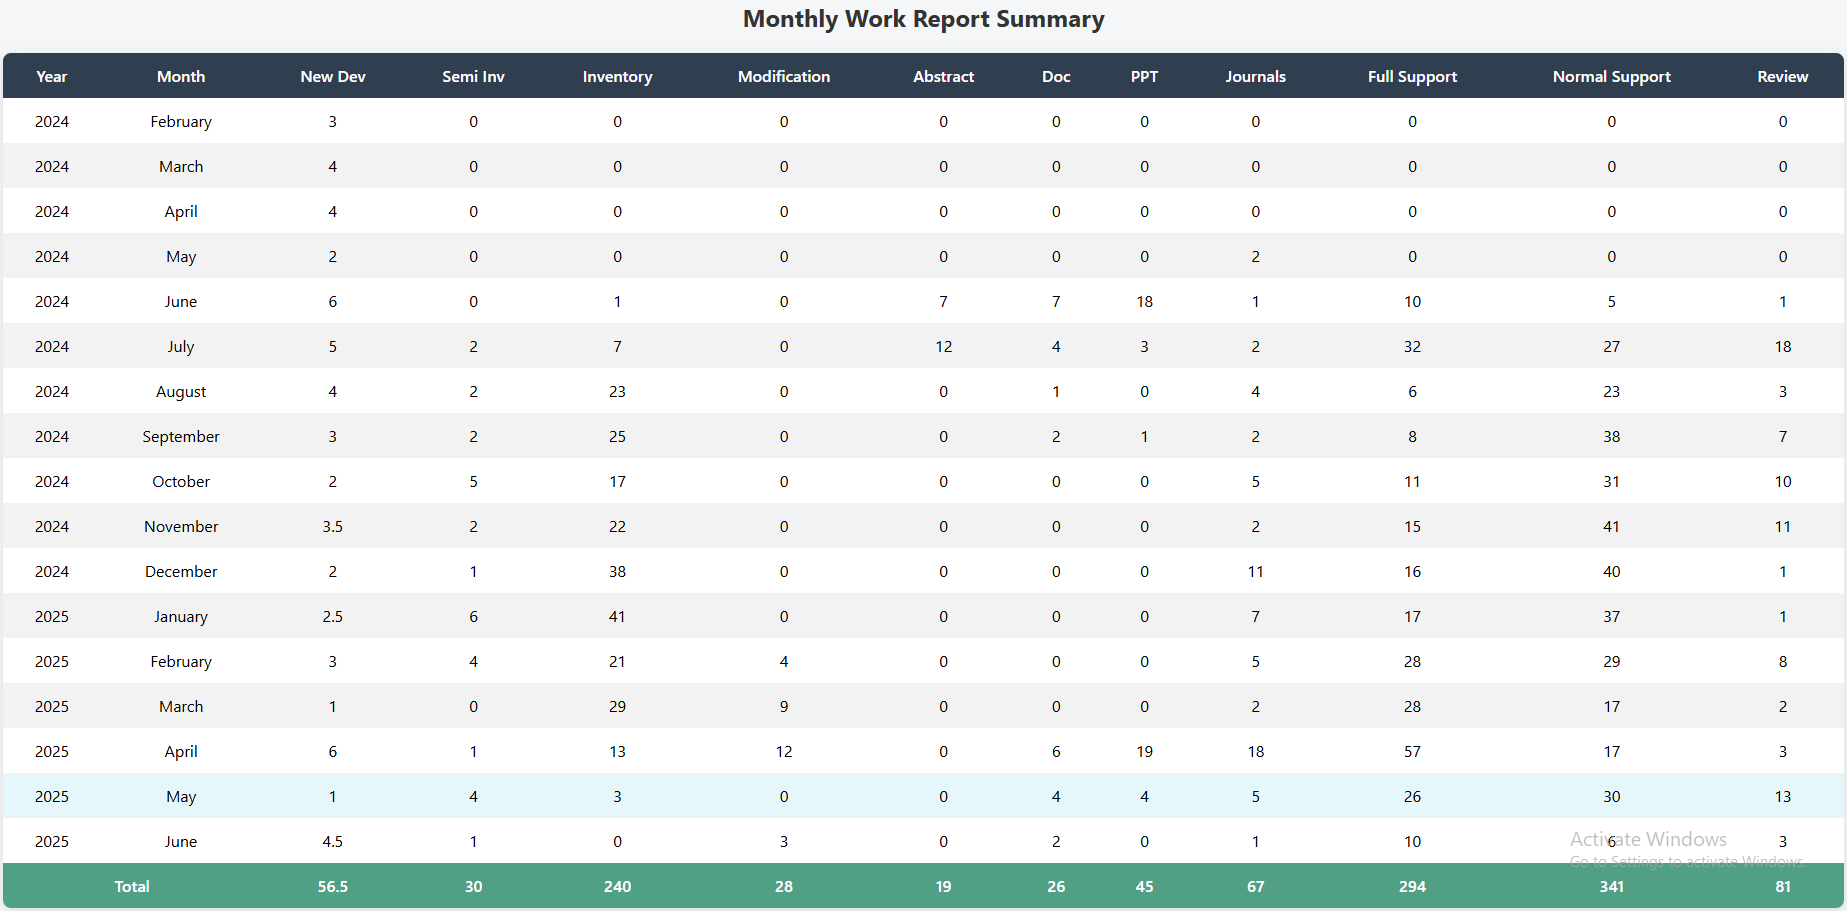 Monthly Work Report Summary
Year Month New Dev Semi Inv Inventory Modification Abstract Doc PPT Journals Full Support Normal Support Review
2024 February 3 0 0 0 0 0 0 0 0 0 0
2024 March 4 0 0 0 0 0 0 0 0 0 0
2024 April 4 0 0 0 0 0 0 0 0 0 0
2024 May 2 0 0 0 0 0 0 2 0 0 0
2024 June 6 0 1 0 7 7 18 1 10 5 1
2024 July 5 2 7 0 12 4 3 2 32 27 18
2024 August 4 2 23 0 0 1 0 4 6 23 3
2024 September 3 2 25 0 0 2 1 2 8 38 7
2024 October 2 5 17 0 0 0 0 5 11 31 10
2024 November 3.5 2 22 0 0 0 0 2 15 41 11
2024 December 2 1 38 0 0 0 0 11 16 40 1
2025 January 2.5 6 41 0 0 0 0 7 17 37 1
2025 February 3 4 21 4 0 0 0 5 28 29 8
2025 March 1 0 29 9 0 0 0 2 28 17 2
2025 April 6 1 13 12 0 6 19 18 57 17 3
2025 May 1 4 3 0 0 4 4 5 26 30 13
2025 June 4.5 1 0 3 0 2 0 1 10 6 3
Activate Windows
Go to Settings to activate Windows.
Total 56.5 30 240 28 19 26 45 67 294 341 81